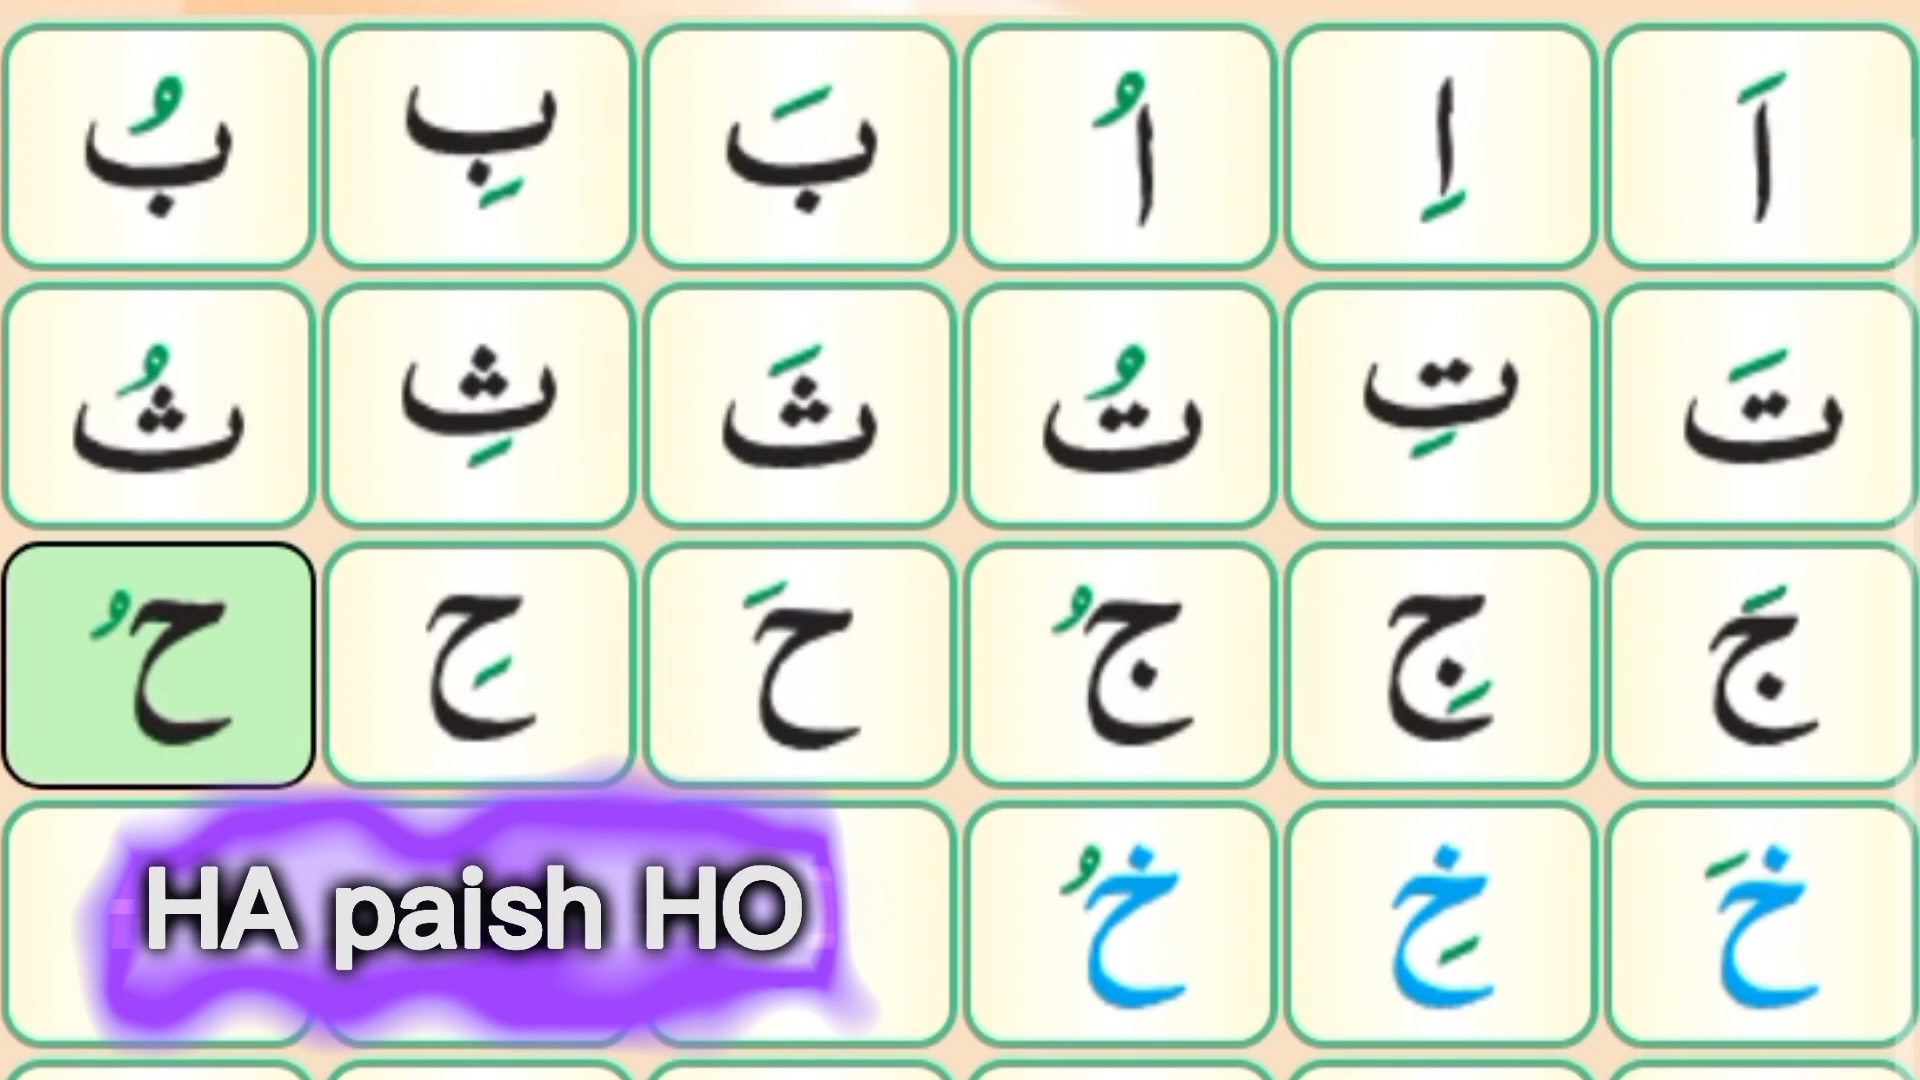 اَ اِ اُ بَ بِ بُ
تَ تِ تُ ثَ ثِ ثُ
جَ جِ جُ حَ حِ حُ
خَ خِ خُ
HA paish HO